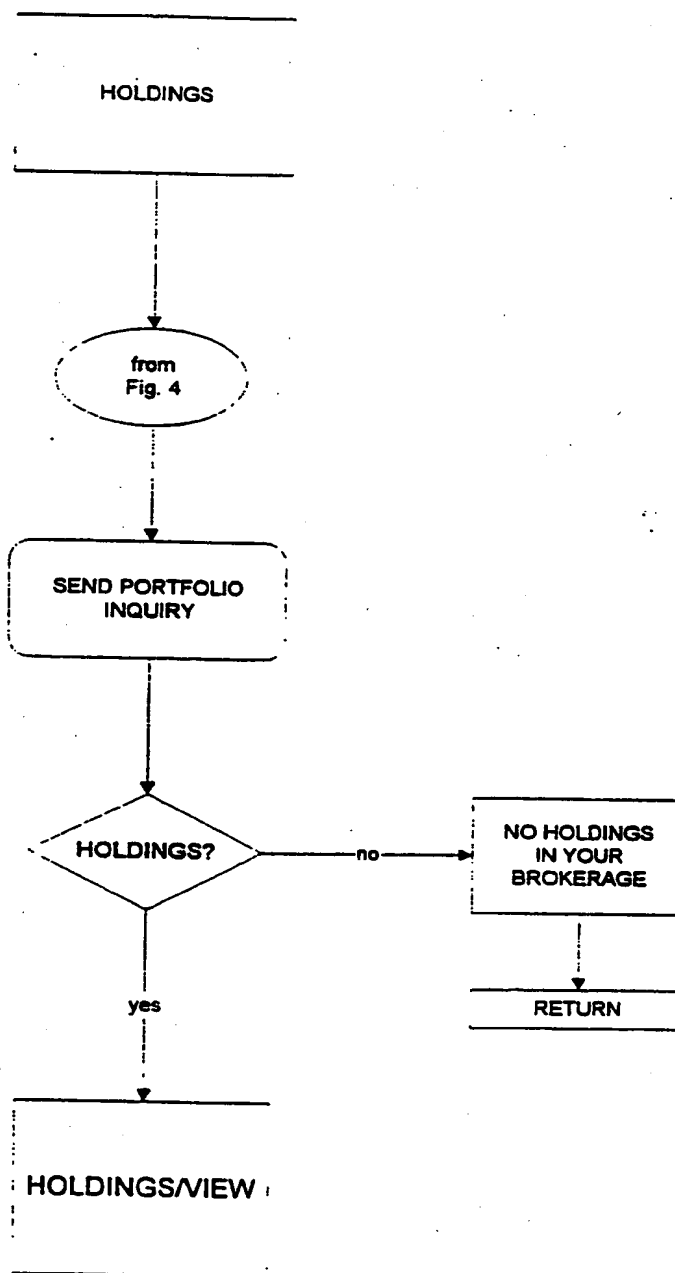 HOLDINGS
from
Fig. 4
SEND PORTFOLIO
INQUIRY
HOLDINGS?
no
NO HOLDINGS
IN YOUR
BROKERAGE
RETURN
yes
HOLDINGS/VIEW